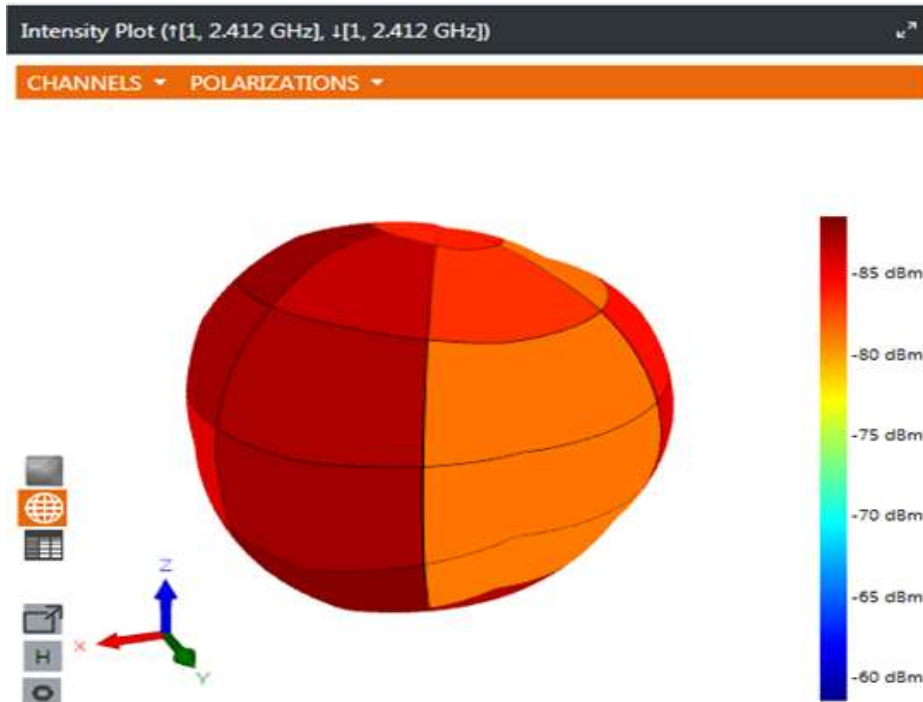 Intensity Plot (↑[1, 2.412 GHz], ↓[1, 2.412 GHz])
CHANNELS POLARIZATIONS
-85 dBm
-80 dBm
-75 dBm
-70 dBm
-65 dBm
-60 dBm
Z
X
Y
H